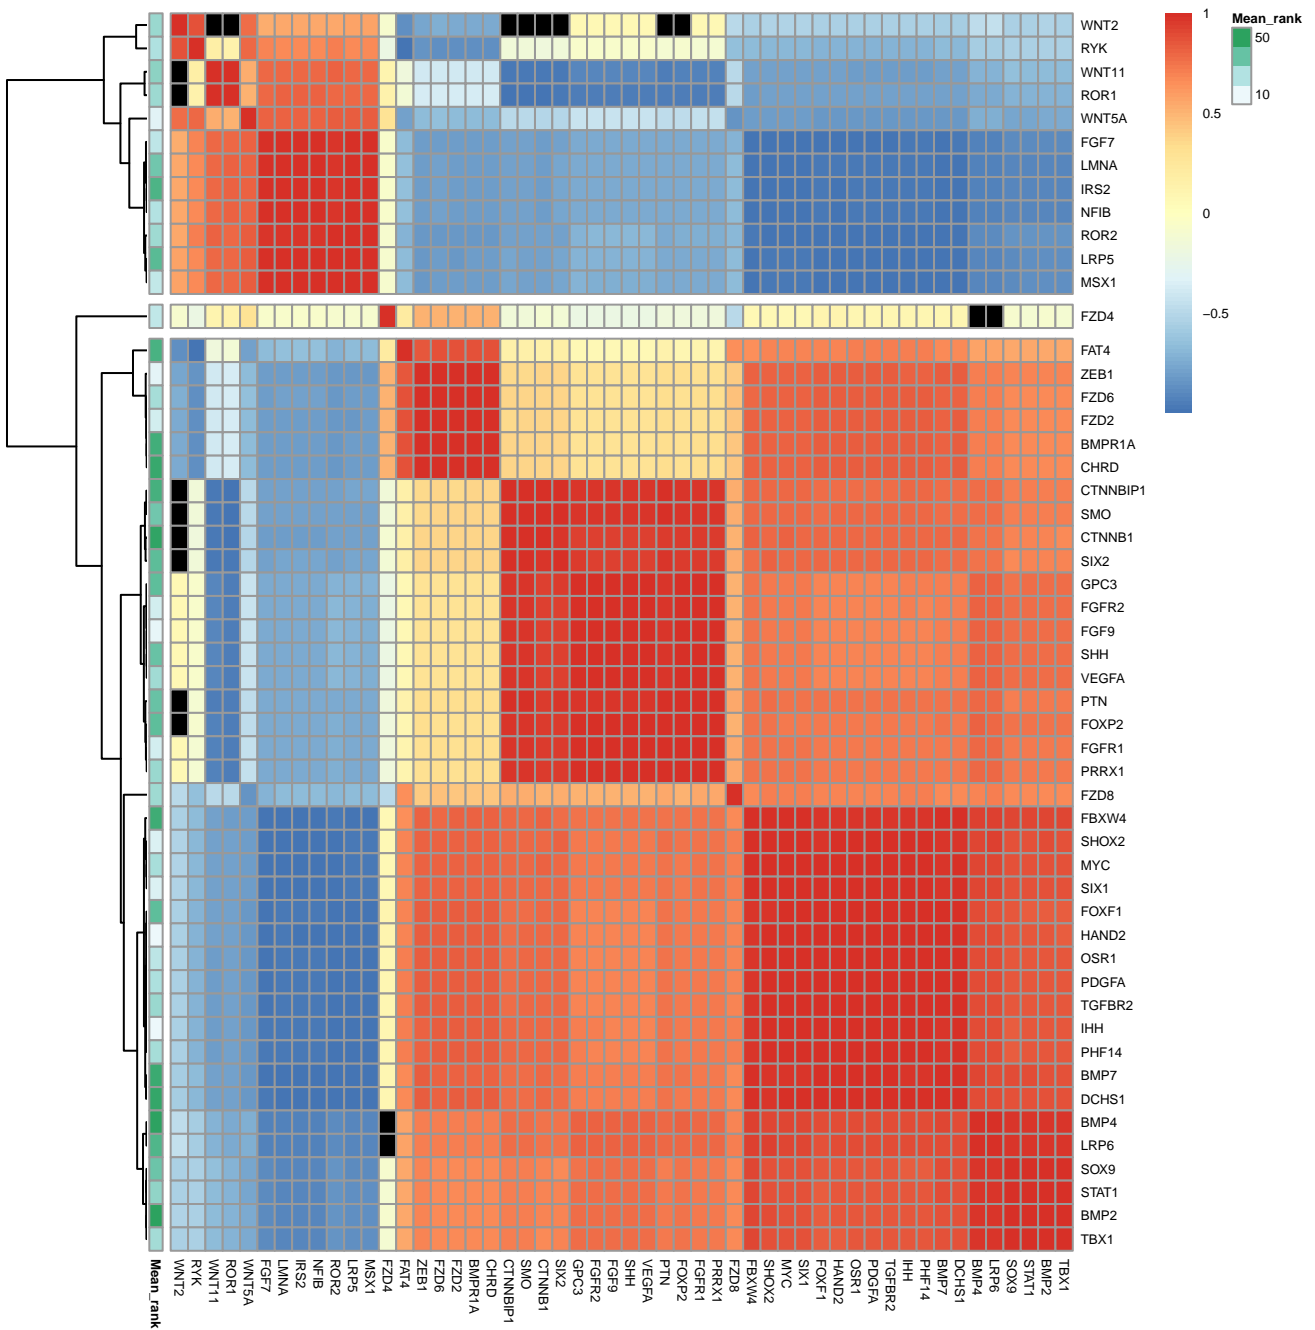 1
0.5
0
−0.5
Mean_rank
50
10
WNT2
RYK
WNT11
ROR1
WNT5A
FGF7
LMNA
IRS2
NFIB
ROR2
LRP5
MSX1
FZD4
FAT4
ZEB1
FZD6
FZD2
BMPR1A
CHRD
CTNNBIP1
SMO
CTNNB1
SIX2
GPC3
FGFR2
FGF9
SHH
VEGFA
PTN
FOXP2
FGFR1
PRRX1
FZD8
FBXW4
SHOX2
MYC
SIX1
FOXF1
HAND2
OSR1
PDGFA
TGFBR2
IHH
PHF14
BMP7
DCHS1
BMP4
LRP6
SOX9
STAT1
BMP2
TBX1
Mean_rank
WNT2
RYK
WNT11
ROR1
WNT5A
FGF7
LMNA
IRS2
NFIB
ROR2
LRP5
MSX1
FZD4
FAT4
ZEB1
FZD6
FZD2
BMPR1A
CHRD
CTNNBIP1
SMO
CTNNB1
SIX2
GPC3
FGFR2
FGF9
SHH
VEGFA
PTN
FOXP2
FGFR1
PRRX1
FZD8
FBXW4
SHOX2
MYC
SIX1
FOXF1
HAND2
OSR1
PDGFA
TGFBR2
IHH
PHF14
BMP7
DCHS1
BMP4
LRP6
SOX9
STAT1
BMP2
TBX1